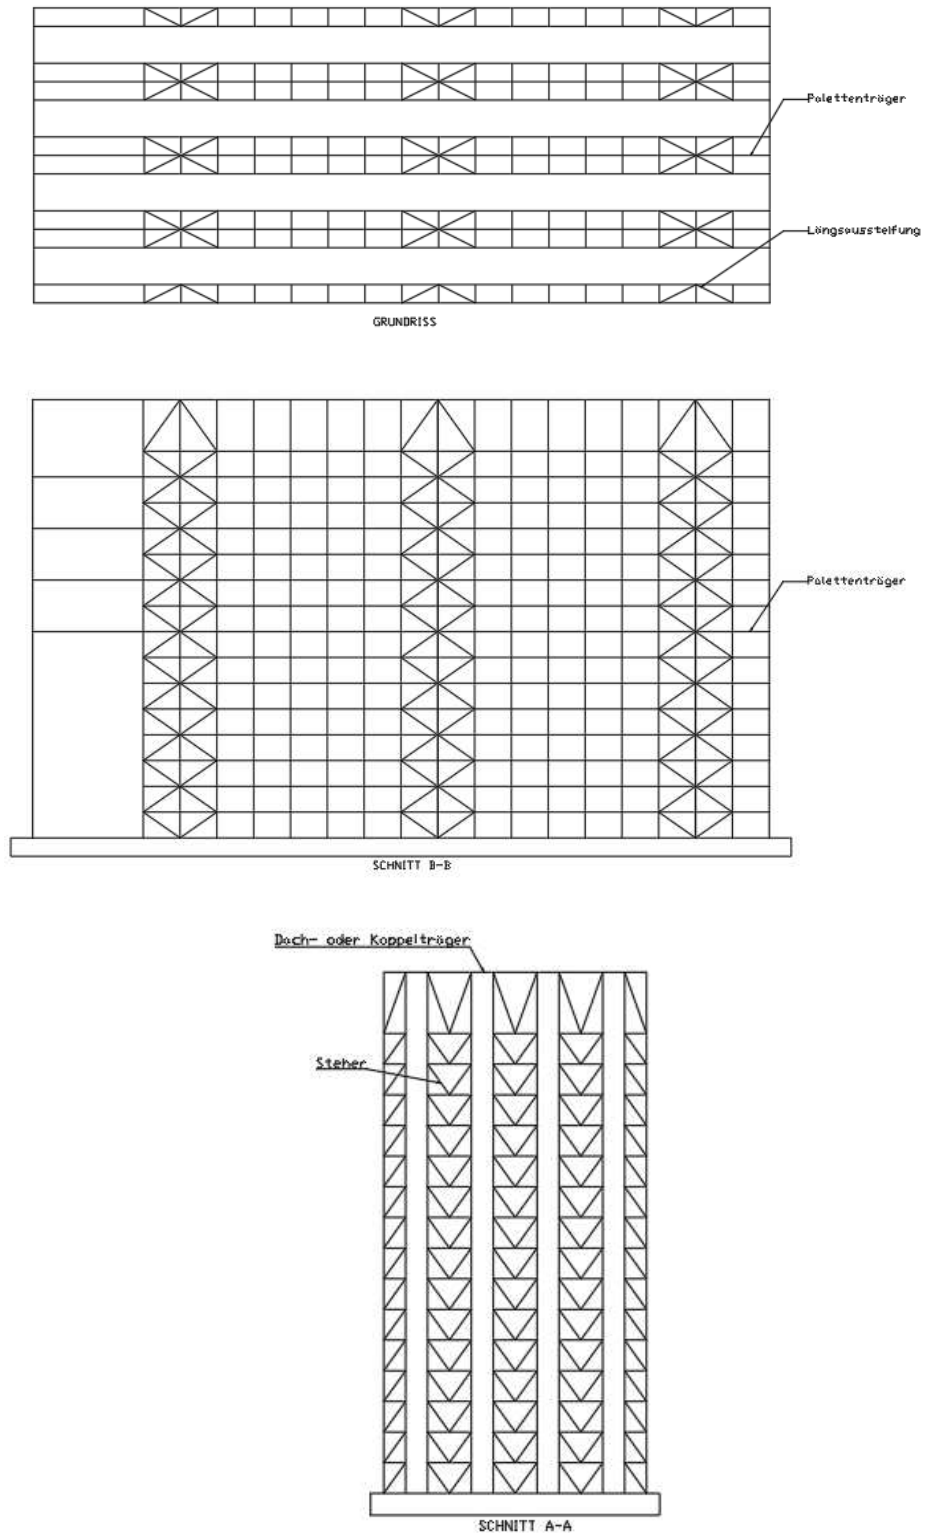 Palettenträger
Längsaussteifung
GRUNDRISS
Palettenträger
SCHNITT B-B
Dach- oder Koppelträger
Steher
SCHNITT A-A